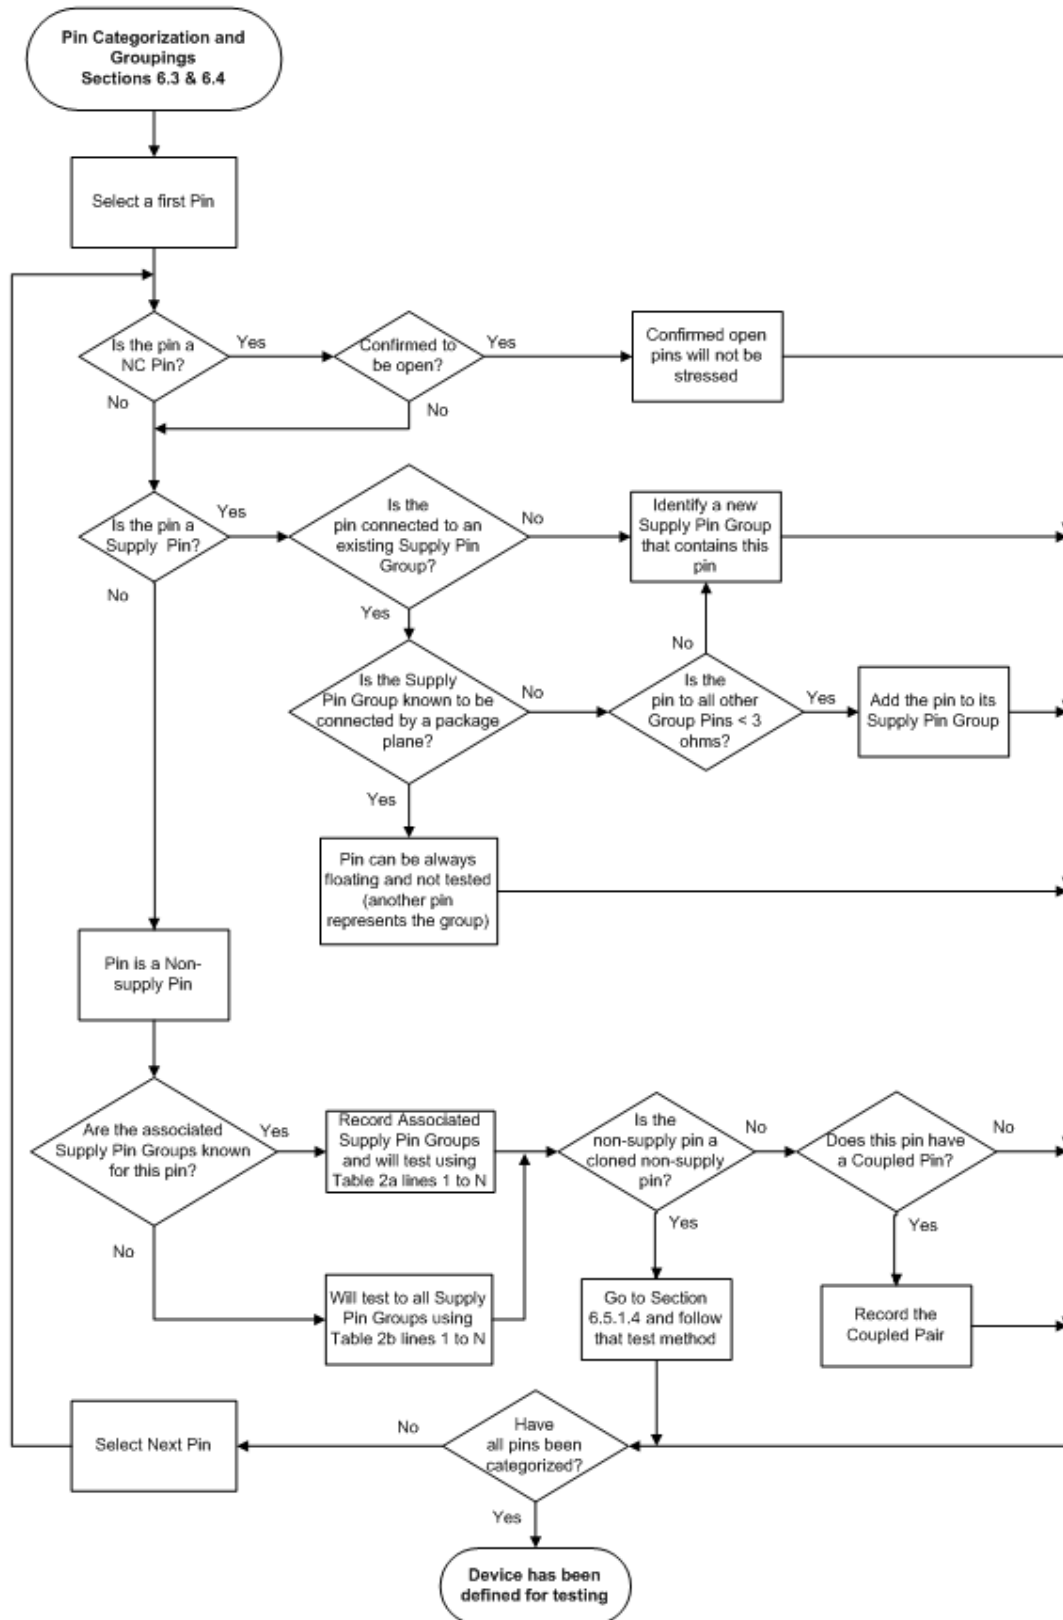 Pin Categorization and
Groupings
Sections 6.3 & 6.4
Select a first Pin
Is the pin a
NC Pin?
Yes
No
Confirmed to
be open?
Yes
No
Confirmed open
pins will not be
stressed
Is the pin a
Supply Pin?
Yes
No
Is the
pin connected to an
existing Supply Pin
Group?
No
Yes
Identify a new
Supply Pin Group
that contains this
pin
Is the Supply
Pin Group known to be
connected by a package
plane?
No
Yes
No
Is the
pin to all other
Group Pins < 3
ohms?
Yes
Add the pin to its
Supply Pin Group
Pin can be always
floating and not tested
(another pin
represents the group)
Pin is a Non-
supply Pin
Are the associated
Supply Pin Groups known
for this pin?
Yes
No
Record Associated
Supply Pin Groups
and will test using
Table 2a lines 1 to N
Will test to all Supply
Pin Groups using
Table 2b lines 1 to N
Is the
non-supply pin a
cloned non-supply
pin?
No
Yes
Go to Section
6.5.1.4 and follow
that test method
Does this pin have
a Coupled Pin?
No
Yes
Record the
Coupled Pair
Have
all pins been
categorized?
No
Yes
Select Next Pin
Device has been
defined for testing